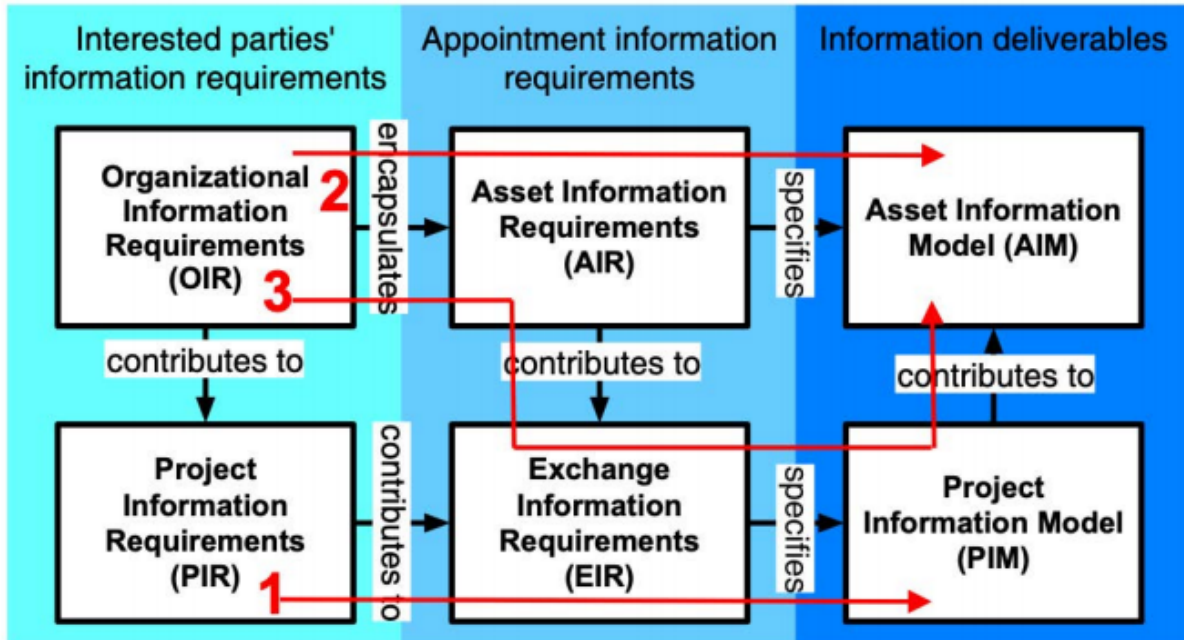 Interested parties'
information requirements
Appointment information
requirements
Information deliverables
Organizational
Information
Requirements
(OIR)
2
3
encapsulates
Asset Information
Requirements
(AIR)
specifies
Asset Information
Model (AIM)
contributes to
contributes to
contributes to
Project
Information
Requirements
(PIR)
1
contributes to
Exchange
Information
Requirements
(EIR)
specifies
Project
Information Model
(PIM)